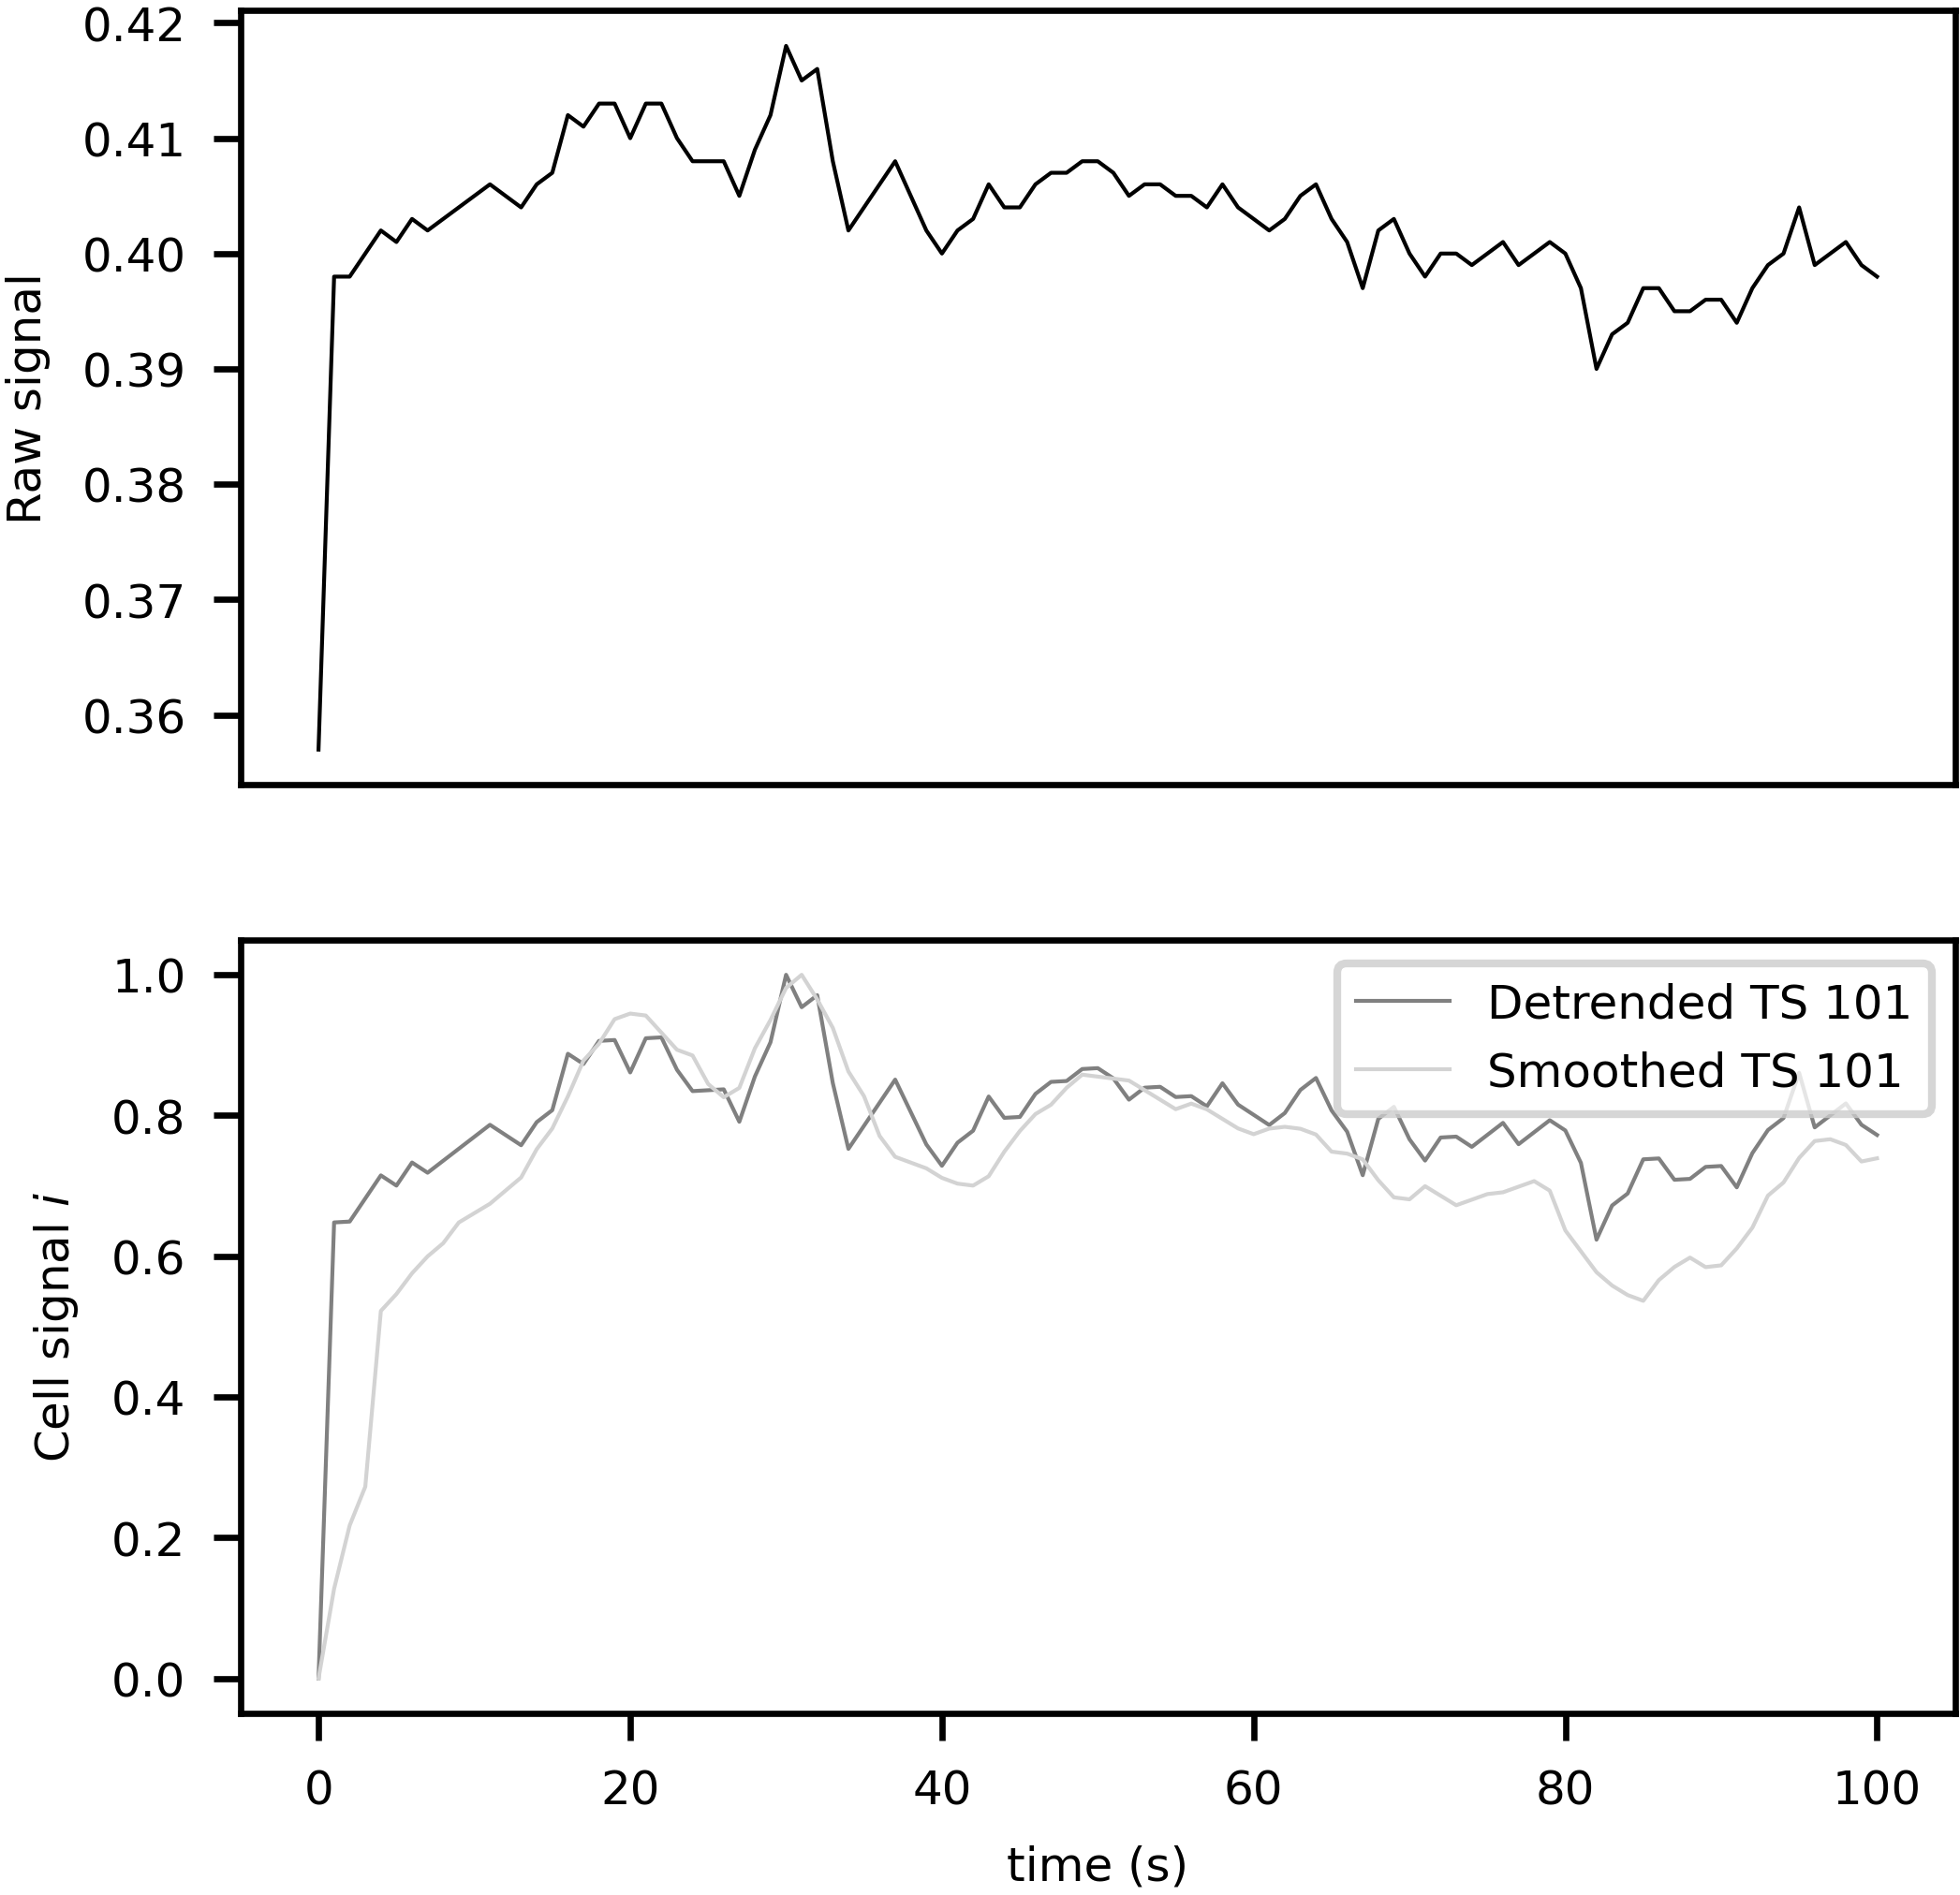 0.42
0.41
0.40
0.39
0.38
0.37
0.36
Raw signal
1.0
0.8
0.6
0.4
0.2
0.0
Cell signal i
Detrended TS 101
Smoothed TS 101
0 20 40 60 80 100
time (s)